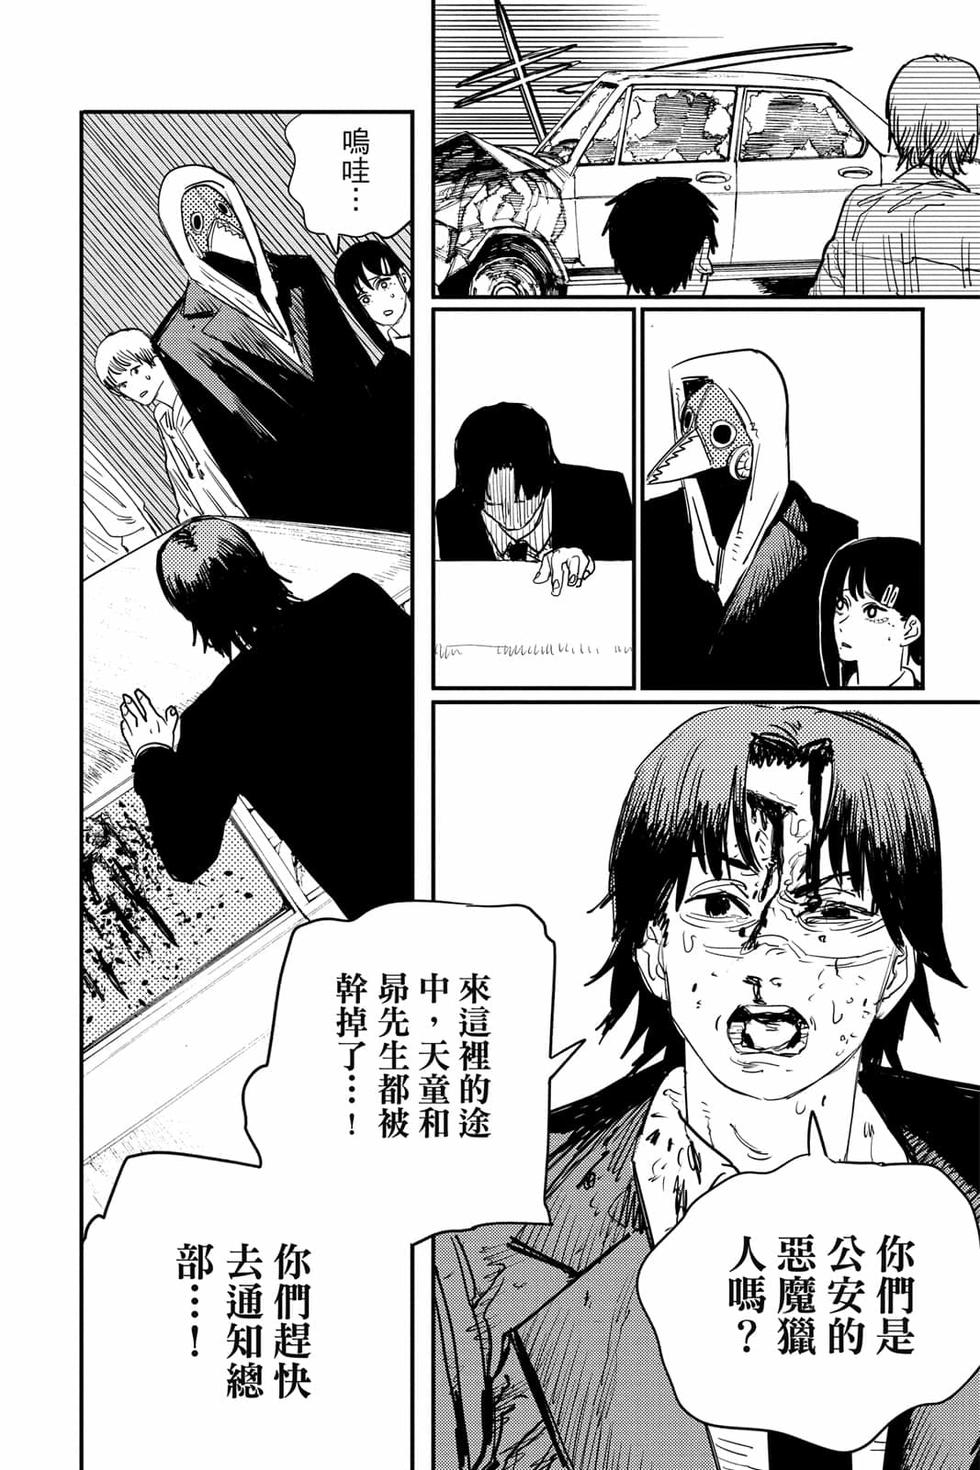 嗚哇…
你們是
公安的
惡魔獵
人嗎？
來這裡的途
中，天童和
昴先生都被
幹掉了…！
你們趕快
去通知總
部…！